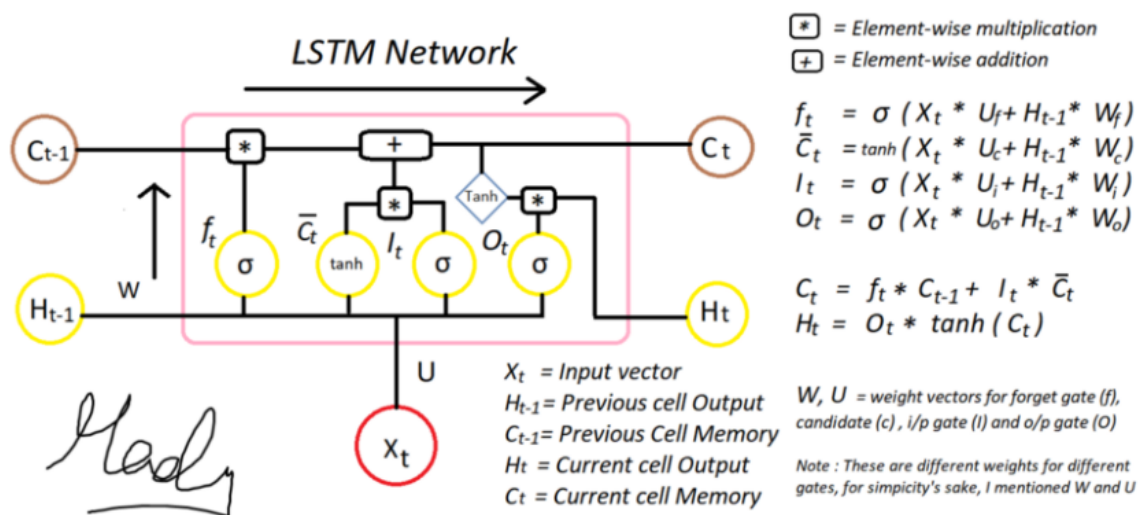 LSTM Network
C̅t-1
* + Ct
Tanh *
ft C̅t It Ot
σ tanh σ σ
W
Ht-1 Ht
U
Xt
Mady
* = Element-wise multiplication
+ = Element-wise addition
ft = σ ( Xt * Uf + Ht-1 * Wf )
C̅t = tanh ( Xt * Uc + Ht-1 * Wc )
It = σ ( Xt * Ui + Ht-1 * Wi )
Ot = σ ( Xt * Uo + Ht-1 * Wo )
Ct = ft * Ct-1 + It * C̅t
Ht = Ot * tanh ( Ct )
Xt = Input vector
Ht-1 = Previous cell Output
Ct-1 = Previous Cell Memory
Ht = Current cell Output
Ct = Current cell Memory
W, U = weight vectors for forget gate (f),
candidate (c) , i/p gate (I) and o/p gate (O)
Note : These are different weights for different
gates, for simpicity's sake, I mentioned W and U